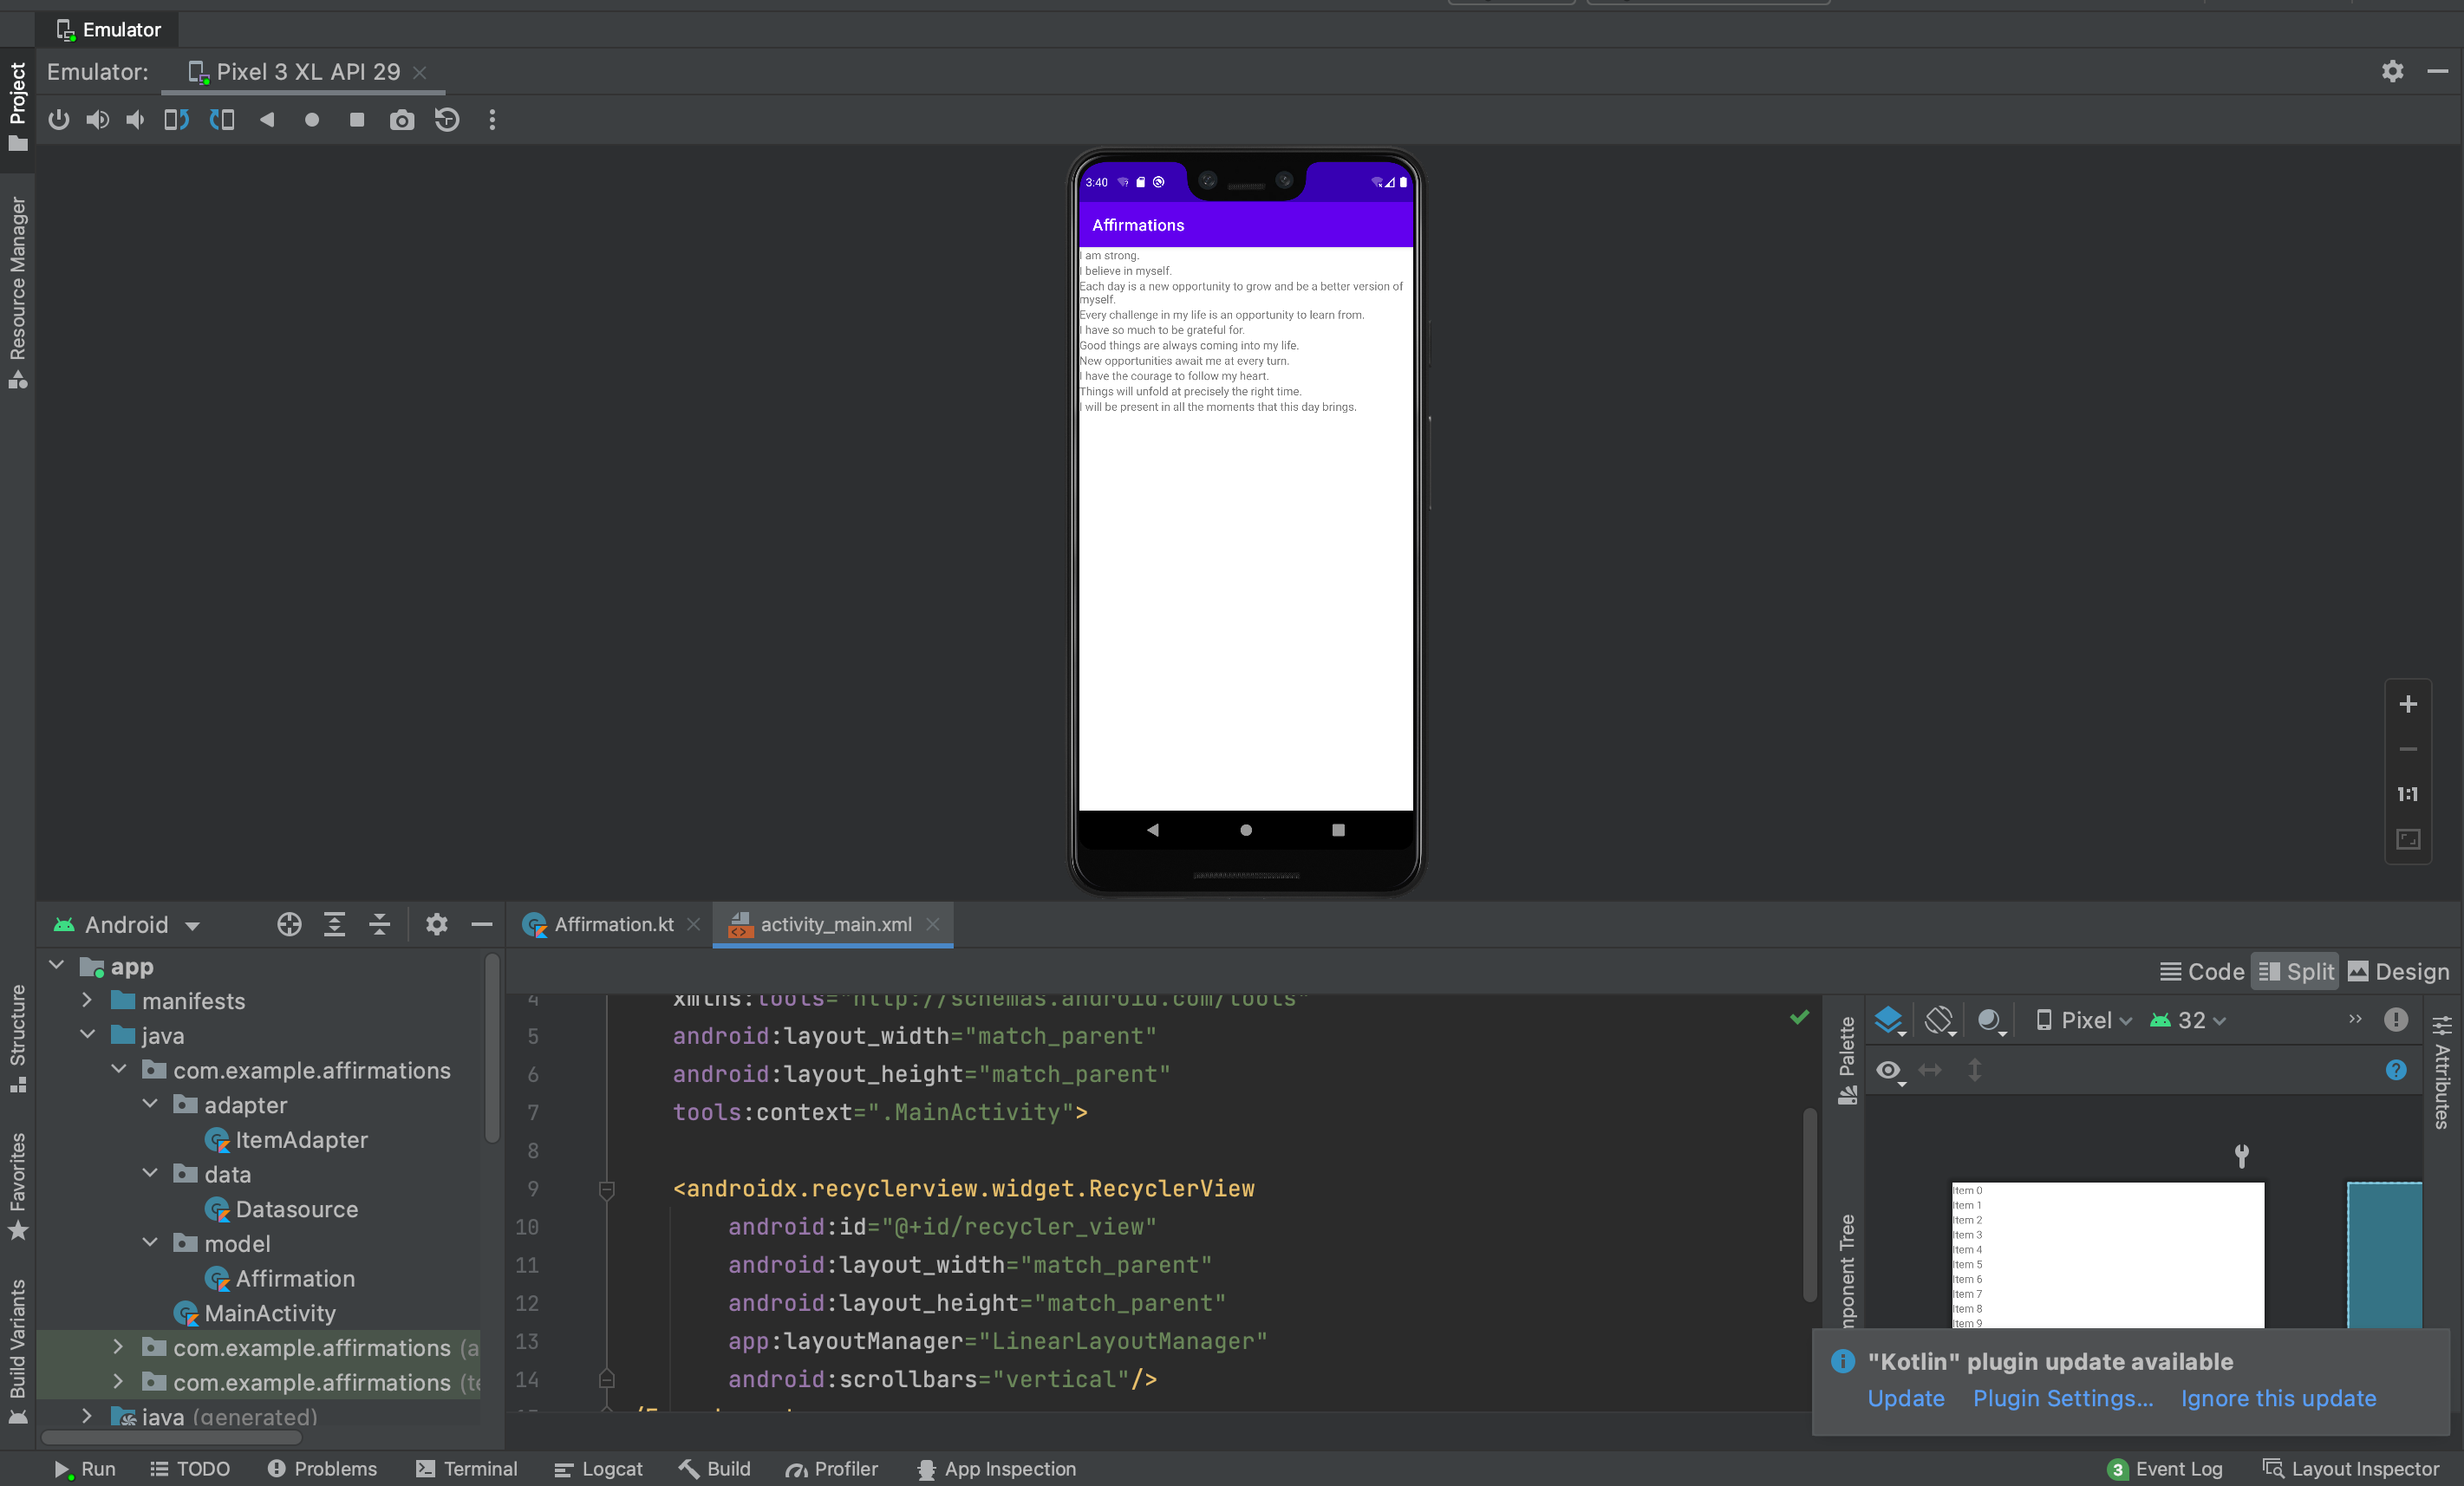 Emulator
Emulator: Pixel 3 XL API 29
Project
Resource Manager
3:40
Affirmations
I am strong.
I believe in myself.
Each day is a new opportunity to grow and be a better version of
myself.
Every challenge in my life is an opportunity to learn from.
I have so much to be grateful for.
Good things are always coming into my life.
New opportunities await me at every turn.
I have the courage to follow my heart.
Things will unfold at precisely the right time.
I will be present in all the moments that this day brings.
1:1
Android
Affirmation.kt
activity_main.xml
Code Split Design
Structure
Favorites
Build Variants
app
manifests
java
com.example.affirmations
adapter
ItemAdapter
data
Datasource
model
Affirmation
MainActivity
com.example.affirmations (a
com.example.affirmations (te
java (generated)
4 xmlns:tools="http://schemas.android.com/tools"
5 android:layout_width="match_parent"
6 android:layout_height="match_parent"
7 tools:context=".MainActivity">
8
9 <androidx.recyclerview.widget.RecyclerView
10 android:id="@+id/recycler_view"
11 android:layout_width="match_parent"
12 android:layout_height="match_parent"
13 app:layoutManager="LinearLayoutManager"
14 android:scrollbars="vertical"/>
Palette
Pixel 32
Attributes
mponent Tree
Item 0
Item 1
Item 2
Item 3
Item 4
Item 5
Item 6
Item 7
Item 8
Item 9
"Kotlin" plugin update available
Update Plugin Settings... Ignore this update
Run TODO Problems Terminal Logcat Build Profiler App Inspection
3 Event Log Layout Inspector